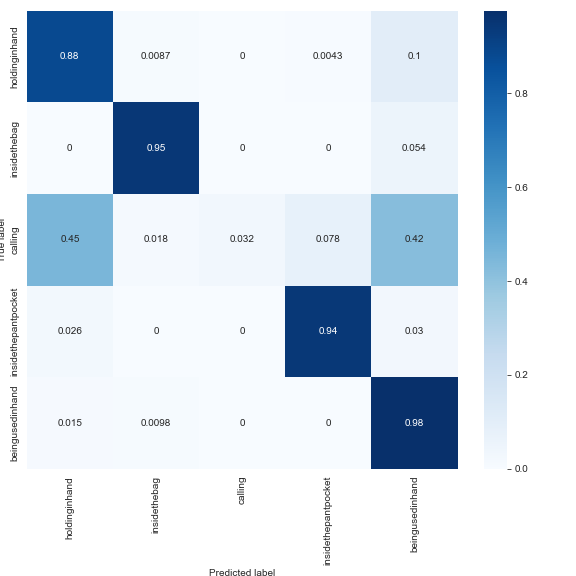 holdinginhand
0.88 0.0087 0 0.0043 0.1
insidethebag
0 0.95 0 0 0.054
True label
calling
0.45 0.018 0.032 0.078 0.42
insidethepantpocket
0.026 0 0 0.94 0.03
beingusedinhand
0.015 0.0098 0 0 0.98
holdinginhand
insidethebag
calling
insidethepantpocket
beingusedinhand
Predicted label
0.8
0.6
0.4
0.2
0.0